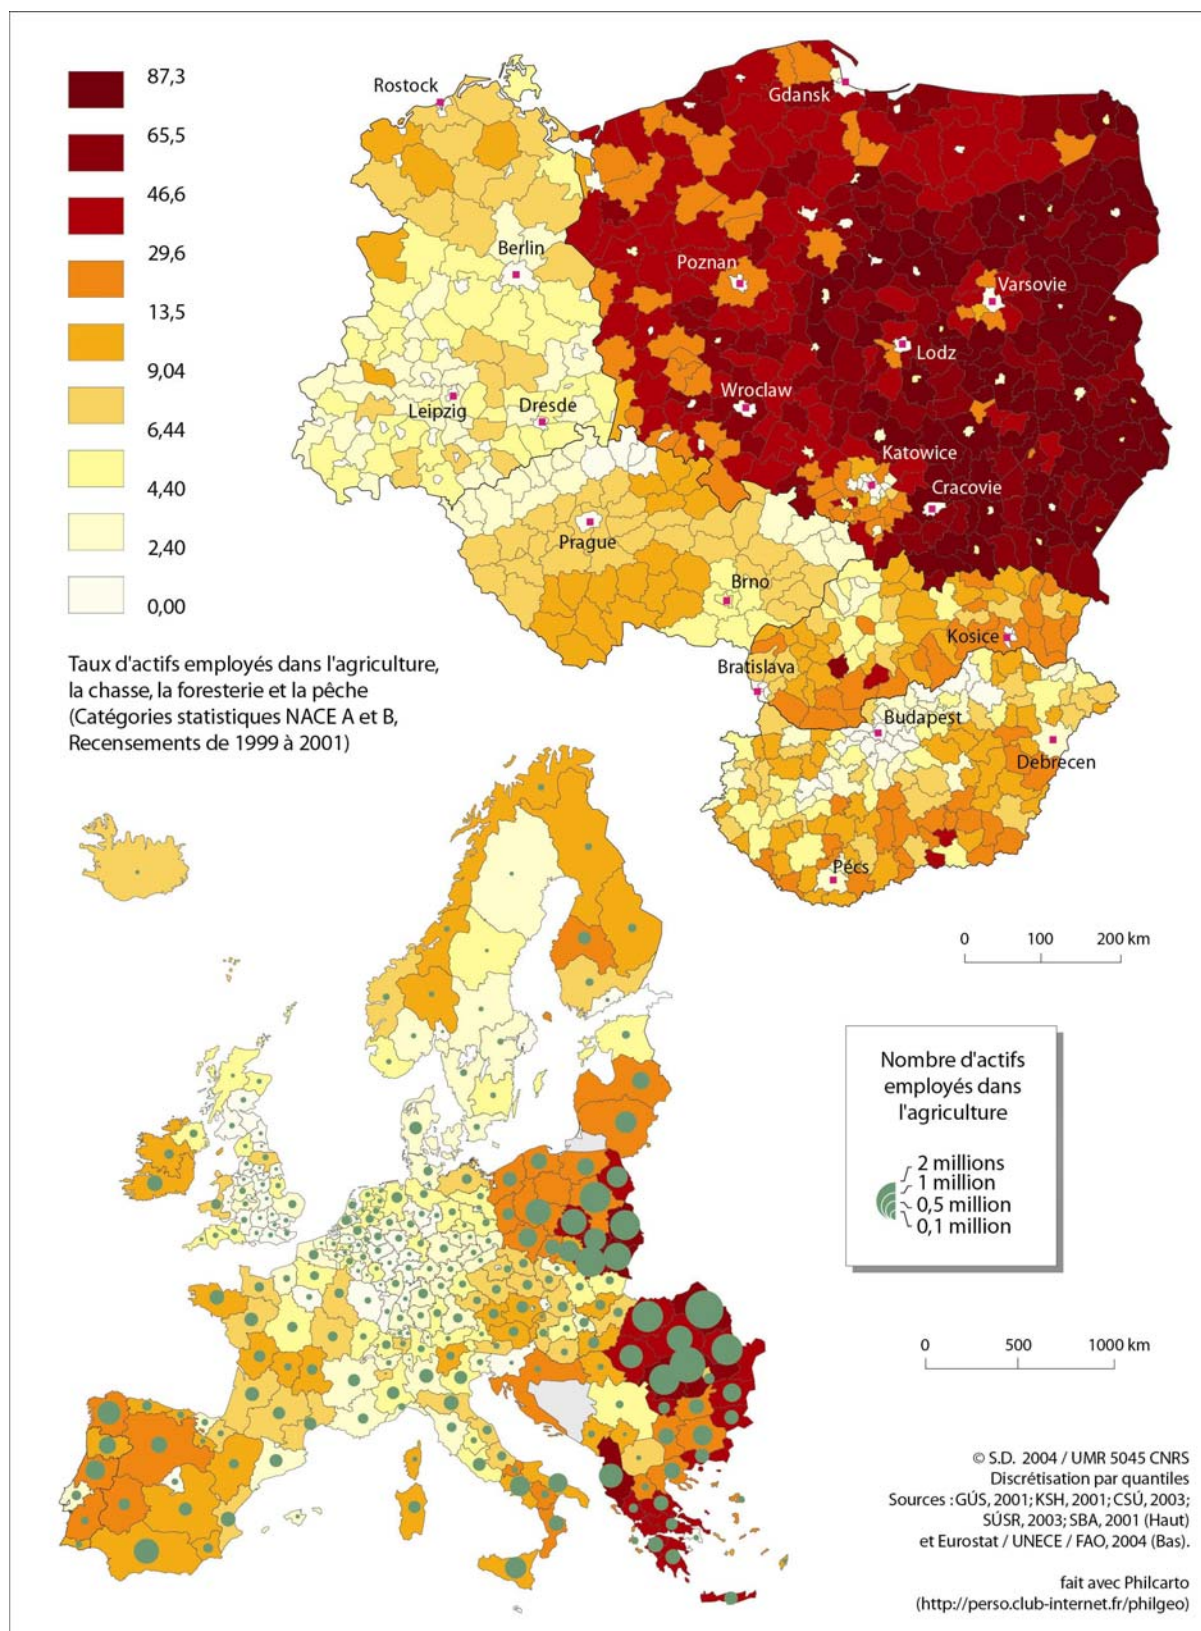 87,3
65,5
46,6
29,6
13,5
9,04
6,44
4,40
2,40
0,00
Taux d'actifs employés dans l'agriculture,
la chasse, la foresterie et la pêche
(Catégories statistiques NACE A et B,
Recensements de 1999 à 2001)
Rostock
Gdansk
Berlin
Poznan
Varsovie
Lodz
Wroclaw
Leipzig
Dresde
Katowice
Cracovie
Prague
Brno
Kosice
Bratislava
Budapest
Debrecen
Pécs
0 100 200 km
Nombre d'actifs
employés dans
l'agriculture
2 millions
1 million
0,5 million
0,1 million
0 500 1000 km
© S.D. 2004 / UMR 5045 CNRS
Discrétisation par quantiles
Sources : GÚS, 2001; KSH, 2001; CSÚ, 2003;
SÚSR, 2003; SBA, 2001 (Haut)
et Eurostat / UNECE / FAO, 2004 (Bas).
fait avec Philcarto
(http://perso.club-internet.fr/philgeo)